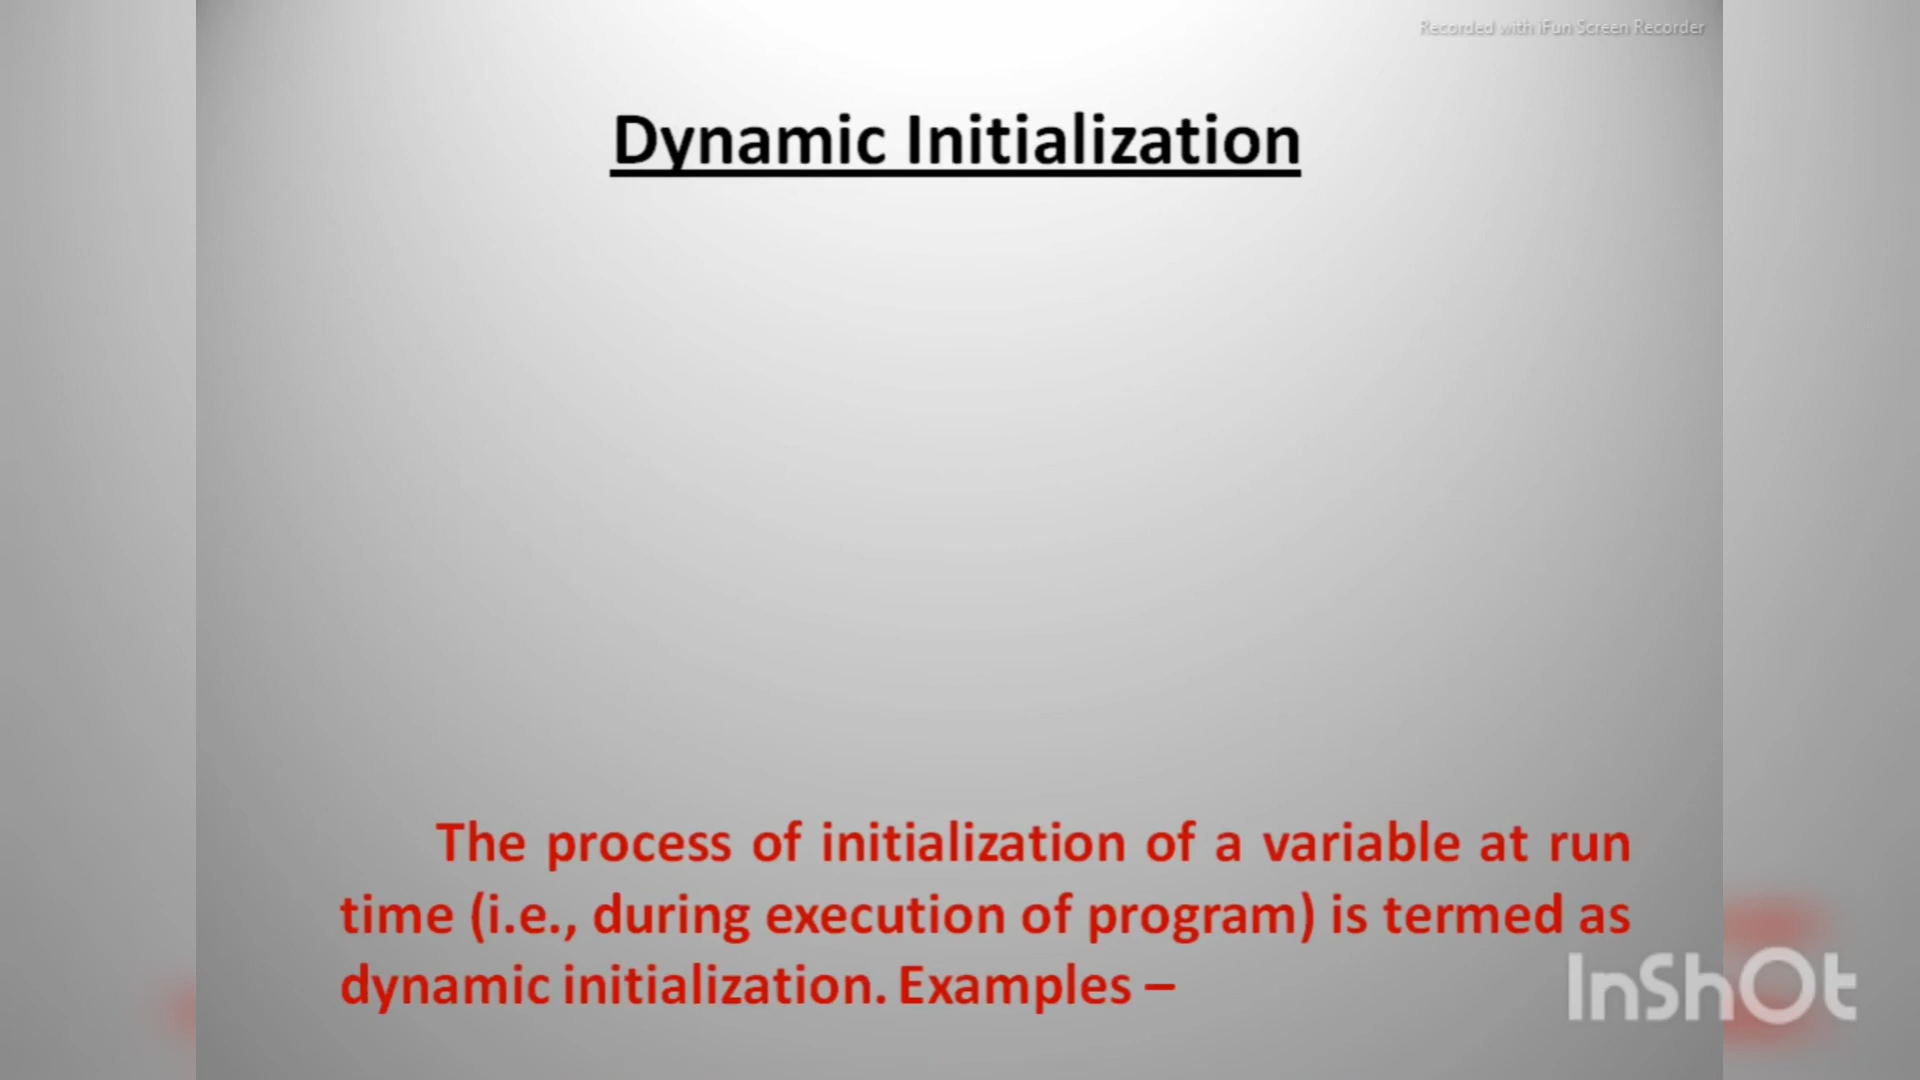 Recorded with iFun Screen Recorder
Dynamic Initialization
The process of initialization of a variable at run
time (i.e., during execution of program) is termed as
dynamic initialization. Examples –
InShOt